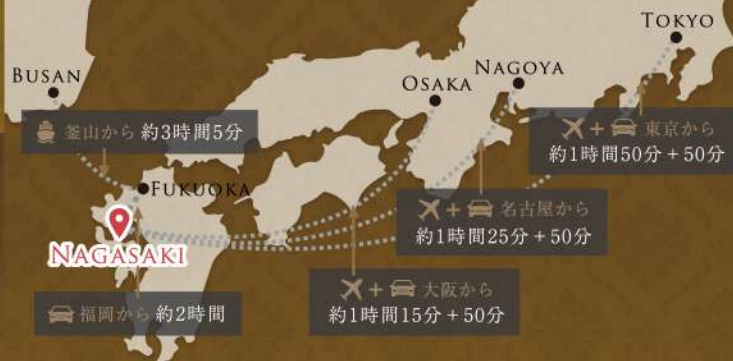 TOKYO
NAGOYA
OSAKA
BUSAN
釜山から 約3時間5分
+ 東京から
約1時間50分+50分
FUKUOKA
+ 名古屋から
約1時間25分+50分
NAGASAKI
+ 大阪から
約1時間15分+50分
福岡から 約2時間